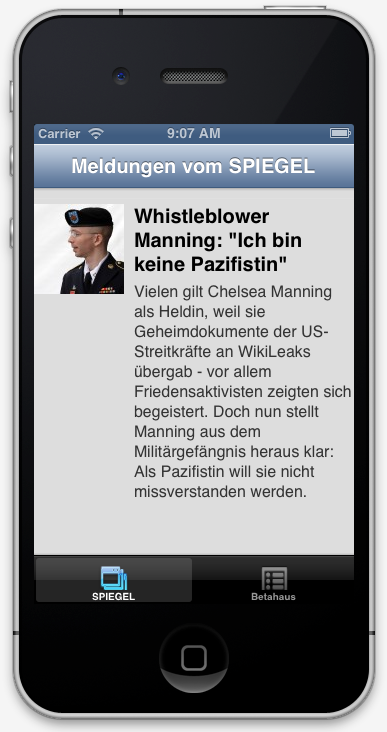 Carrier 9:07 AM
Meldungen vom SPIEGEL
Whistleblower
Manning: "Ich bin
keine Pazifistin"
Vielen gilt Chelsea Manning
als Heldin, weil sie
Geheimdokumente der US-
Streitkräfte an WikiLeaks
übergab - vor allem
Friedensaktivisten zeigten sich
begeistert. Doch nun stellt
Manning aus dem
Militärgefängnis heraus klar:
Als Pazifistin will sie nicht
missverstanden werden.
SPIEGEL Betahaus